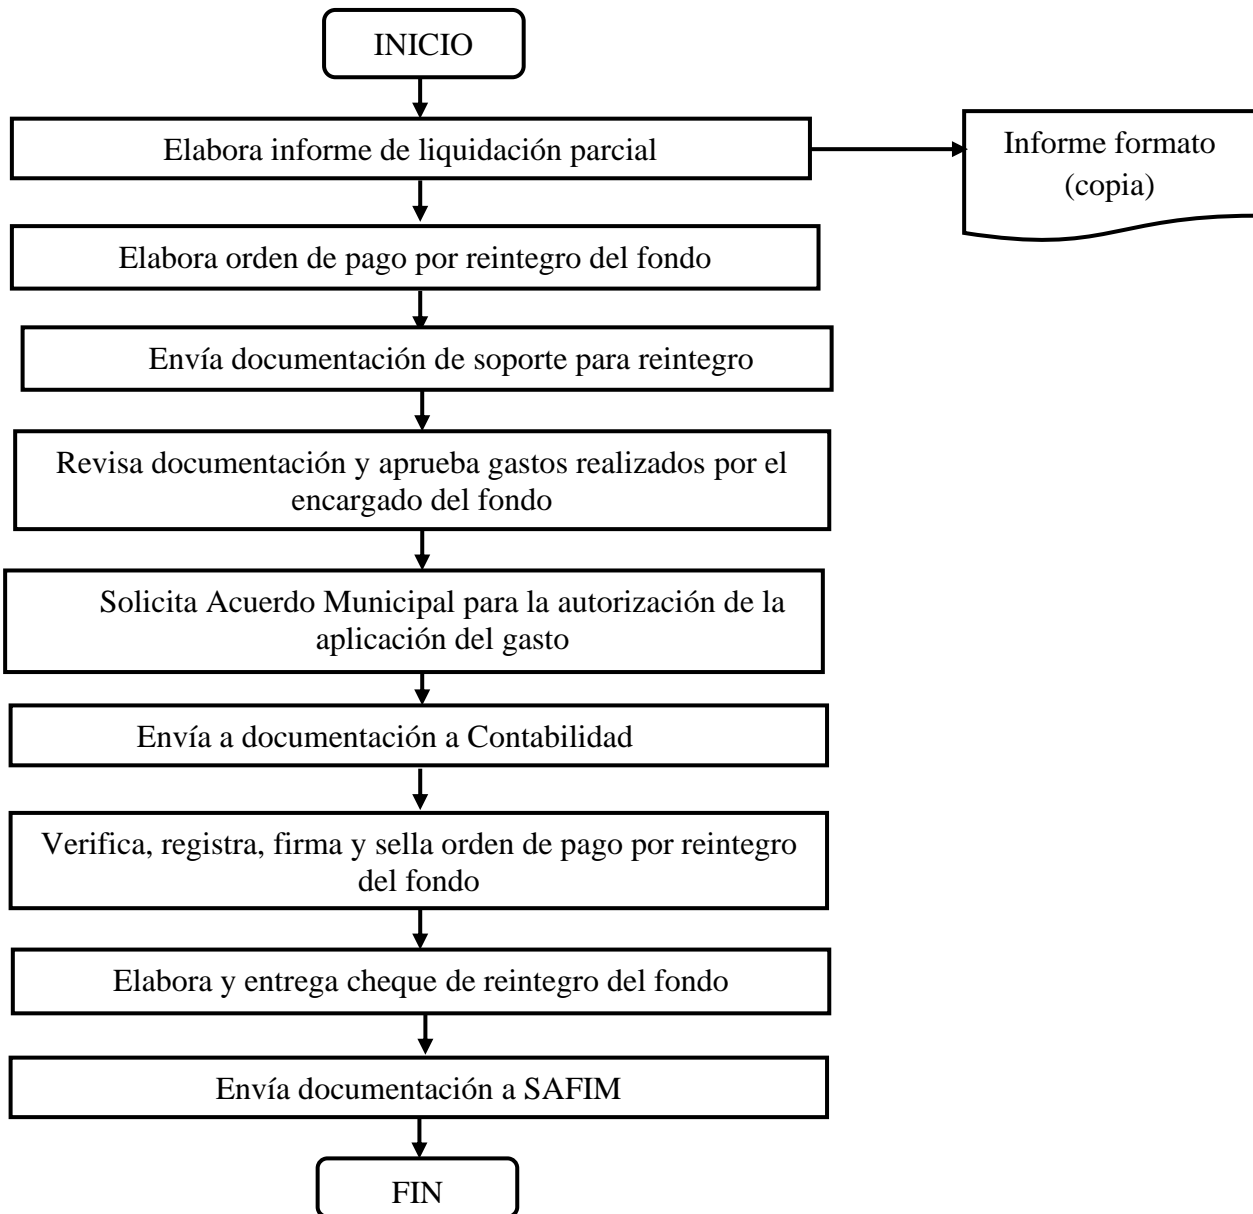 INICIO
Elabora informe de liquidación parcial
Informe formato
(copia)
Elabora orden de pago por reintegro del fondo
Envía documentación de soporte para reintegro
Revisa documentación y aprueba gastos realizados por el
encargado del fondo
Solicita Acuerdo Municipal para la autorización de la
aplicación del gasto
Envía a documentación a Contabilidad
Verifica, registra, firma y sella orden de pago por reintegro
del fondo
Elabora y entrega cheque de reintegro del fondo
Envía documentación a SAFIM
FIN